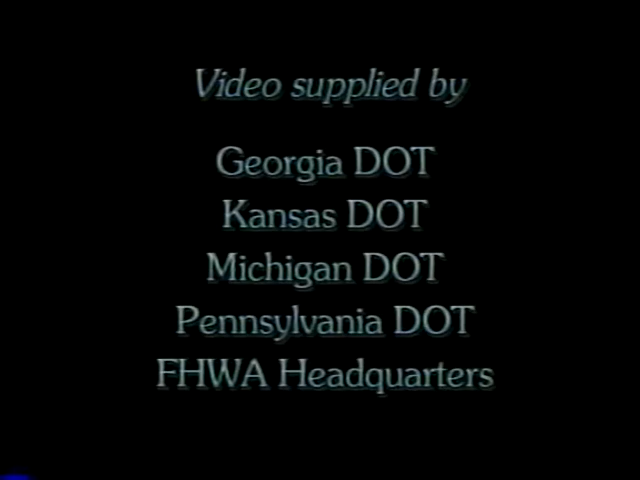 Video supplied by
Georgia DOT
Kansas DOT
Michigan DOT
Pennsylvania DOT
FHWA Headquarters